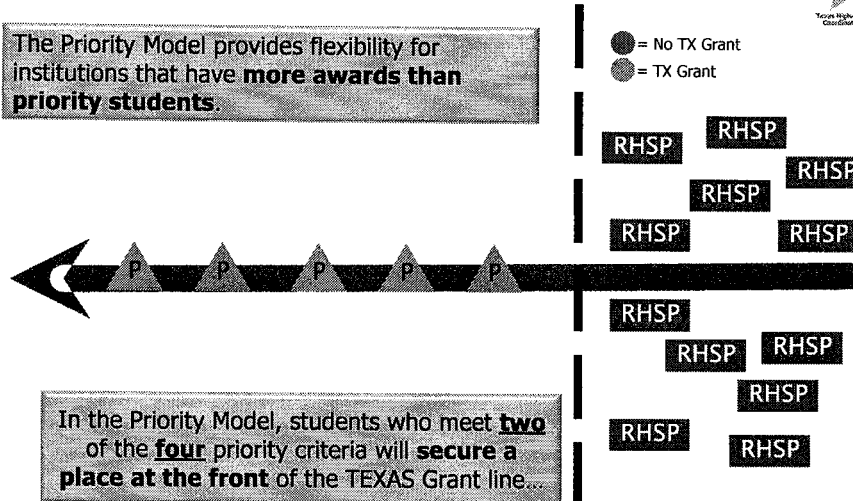 The Priority Model provides flexibility for
institutions that have more awards than
priority students.
= No TX Grant
= TX Grant
RHSP
RHSP
RHSP
RHSP
RHSP
RHSP
P P P P P
RHSP
RHSP
RHSP
RHSP
RHSP
RHSP
In the Priority Model, students who meet two
of the four priority criteria will secure a
place at the front of the TEXAS Grant line...